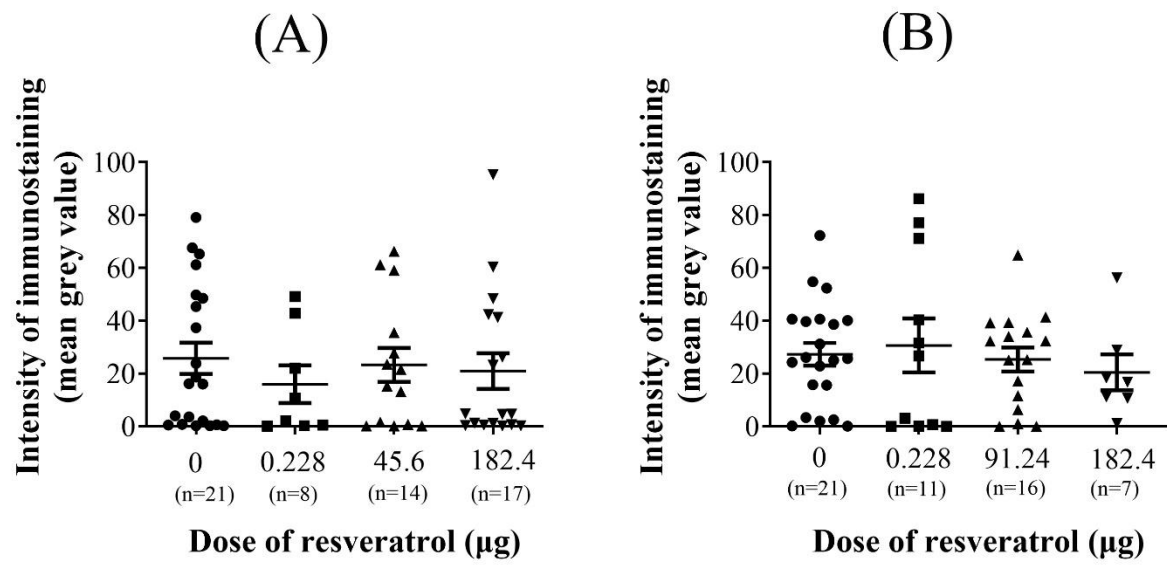 (A)
Intensity of immunostaining
(mean grey value)
100
80
60
40
20
0
0 0.228 45.6 182.4
(n=21) (n=8) (n=14) (n=17)
Dose of resveratrol (µg)
(B)
Intensity of immunostaining
(mean grey value)
100
80
60
40
20
0
0 0.228 91.24 182.4
(n=21) (n=11) (n=16) (n=7)
Dose of resveratrol (µg)